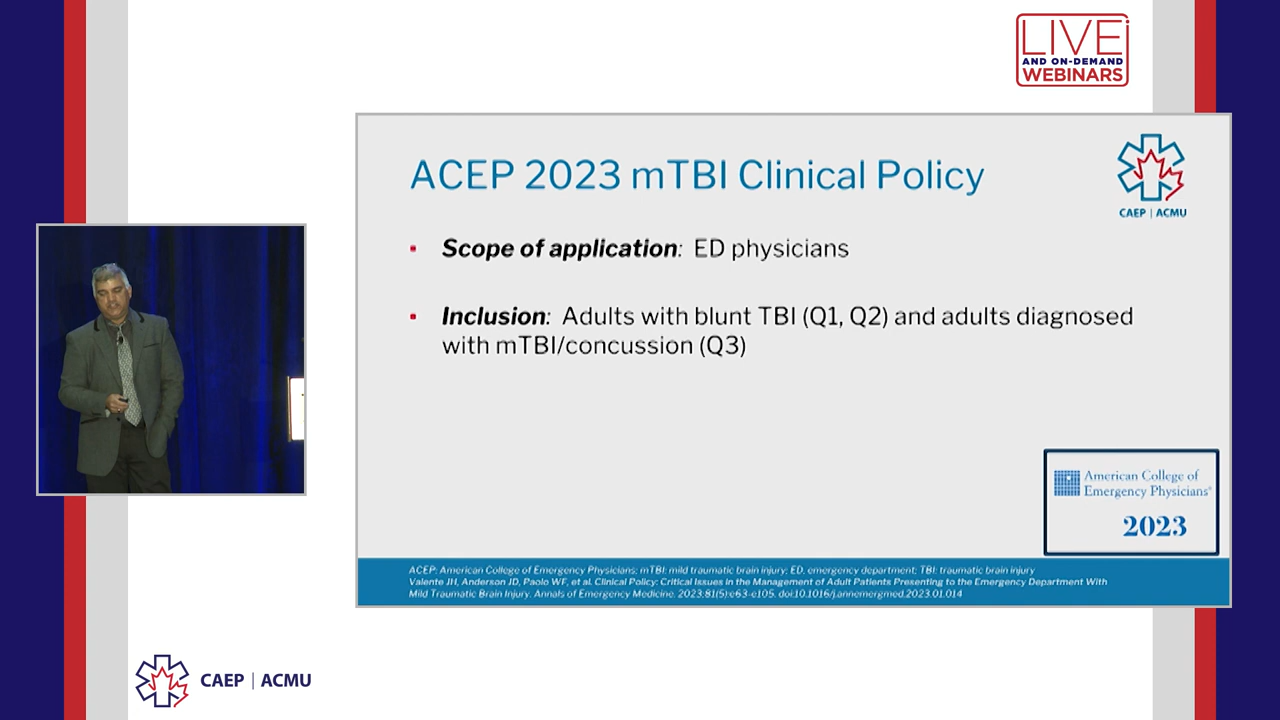 LIVE
AND ON-DEMAND
WEBINARS
ACEP 2023 mTBI Clinical Policy
CAEP | ACMU
• Scope of application: ED physicians
• Inclusion: Adults with blunt TBI (Q1, Q2) and adults diagnosed
with mTBI/concussion (Q3)
American College of
Emergency Physicians®
2023
ACEP: American College of Emergency Physicians; mTBI: mild traumatic brain injury; ED: emergency department; TBI: traumatic brain injury
Valente JH, Anderson JD, Paolo WF, et al. Clinical Policy: Critical Issues in the Management of Adult Patients Presenting to the Emergency Department With
Mild Traumatic Brain Injury. Annals of Emergency Medicine. 2023;81(5):e63-e105. doi:10.1016/j.annemergmed.2023.01.014
CAEP | ACMU